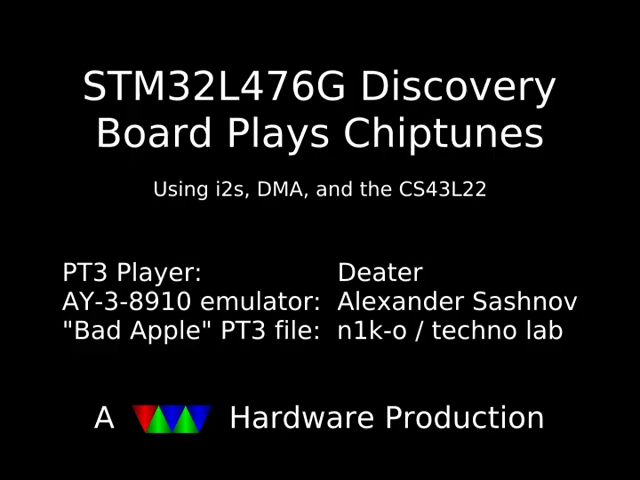 STM32L476G Discovery
Board Plays Chiptunes
Using i2s, DMA, and the CS43L22
PT3 Player: Deater
AY-3-8910 emulator: Alexander Sashnov
"Bad Apple" PT3 file: n1k-o / techno lab
A Hardware Production